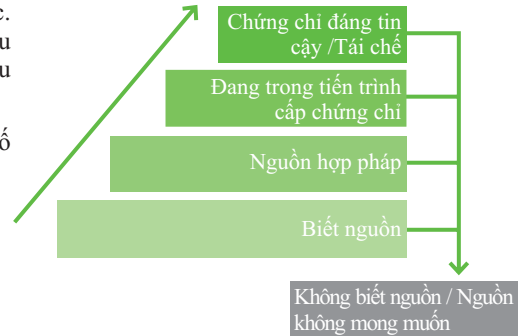 c.
u
u
ố
Chứng chỉ đáng tin
cậy /Tái chế
Đang trong tiến trình
cấp chứng chỉ
Nguồn hợp pháp
Biết nguồn
Không biết nguồn / Nguồn
không mong muốn